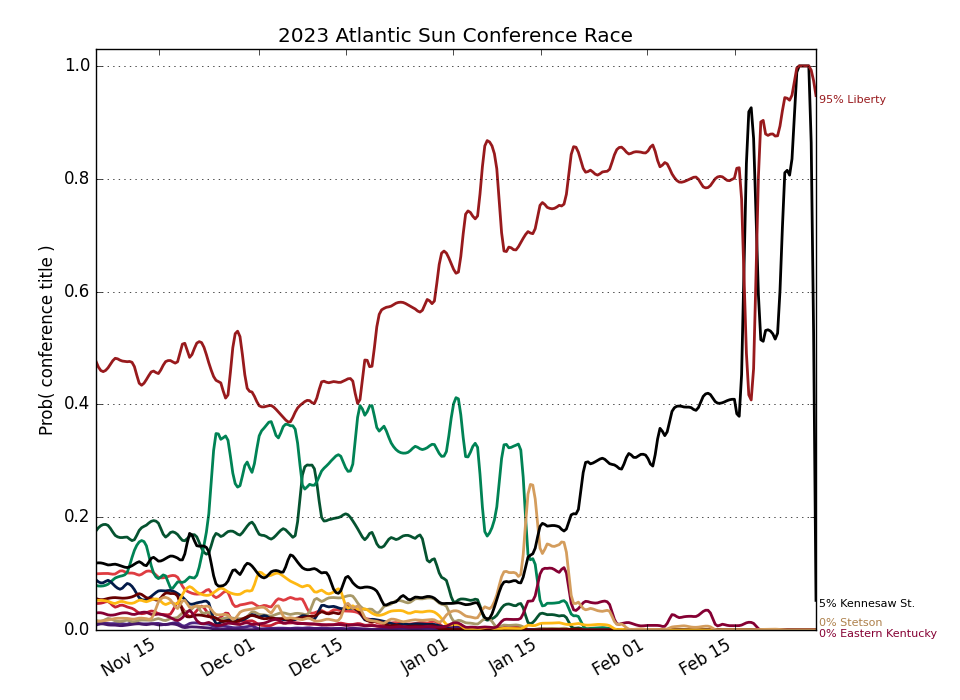 2023 Atlantic Sun Conference Race
Prob( conference title )
1.0
0.8
0.6
0.4
0.2
0.0
95% Liberty
5% Kennesaw St.
0% Stetson
0% Eastern Kentucky
Nov 15
Dec 01
Dec 15
Jan 01
Jan 15
Feb 01
Feb 15